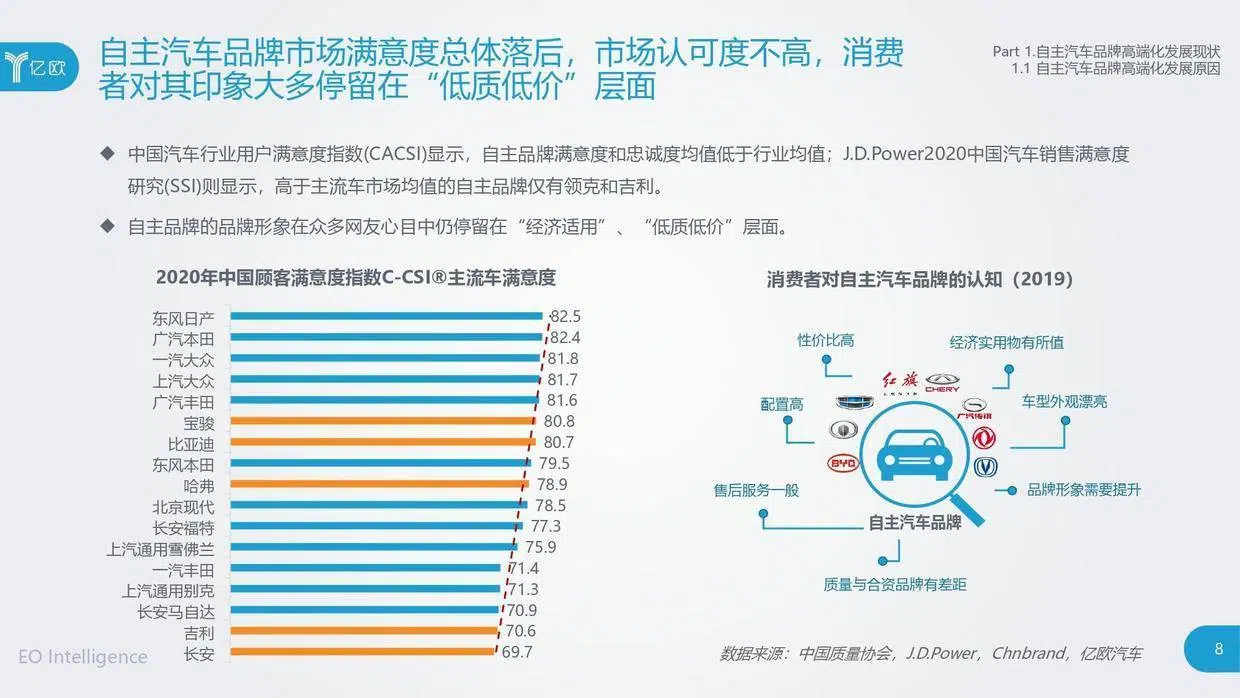 亿欧
自主汽车品牌市场满意度总体落后，市场认可度不高，消费
者对其印象大多停留在“低质低价”层面
Part 1.自主汽车品牌高端化发展现状
1.1 自主汽车品牌高端化发展原因
◆ 中国汽车行业用户满意度指数(CACSI)显示，自主品牌满意度和忠诚度均值低于行业均值；J.D.Power2020中国汽车销售满意度
研究(SSI)则显示，高于主流车市场均值的自主品牌仅有领克和吉利。
◆ 自主品牌的品牌形象在众多网友心目中仍停留在“经济适用”、“低质低价”层面。
2020年中国顾客满意度指数C-CSI®主流车满意度
东风日产 82.5
广汽本田 82.4
一汽大众 81.8
上汽大众 81.7
广汽丰田 81.6
宝骏 80.8
比亚迪 80.7
东风本田 79.5
哈弗 78.9
北京现代 78.5
长安福特 77.3
上汽通用雪佛兰 75.9
一汽丰田 71.4
上汽通用别克 71.3
长安马自达 70.9
吉利 70.6
长安 69.7
消费者对自主汽车品牌的认知（2019）
性价比高
经济实用物有所值
红旗
CHERY
配置高
车型外观漂亮
广汽传祺
BYD
售后服务一般
品牌形象需要提升
自主汽车品牌
质量与合资品牌有差距
EO Intelligence
数据来源：中国质量协会，J.D.Power，Chnbrand，亿欧汽车
8